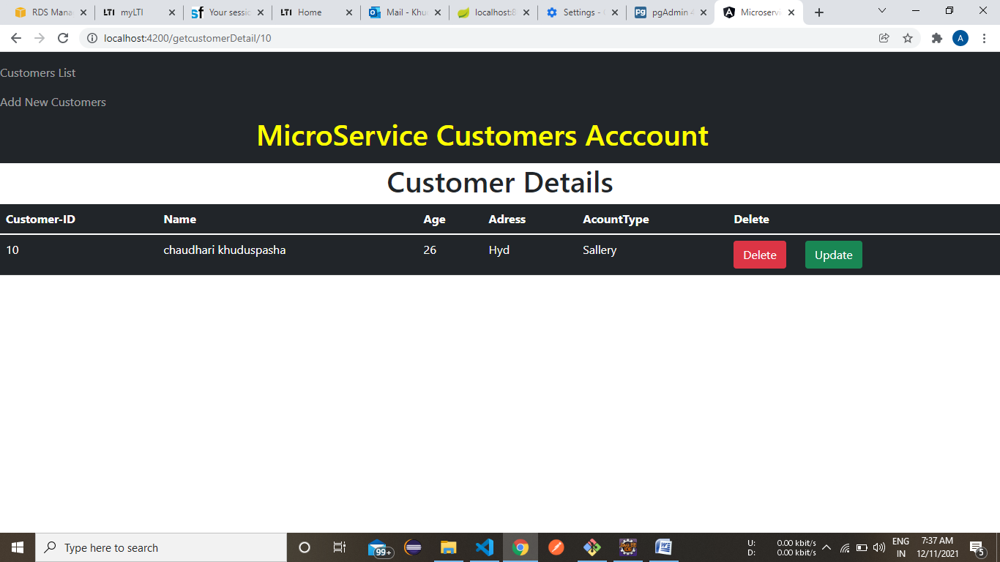 RDS Mana
LTI myLTI
sf Your sessic
LTI Home
Mail - Khu
localhost:8
Settings -
pgAdmin 4
Microservi
localhost:4200/getcustomerDetail/10
A
Customers List
Add New Customers
MicroService Customers Acccount
Customer Details
Customer-ID Name Age Adress AcountType Delete
10 chaudhari khuduspasha 26 Hyd Sallery Delete Update
Type here to search
99+
U: 0.00 kbit/s
D: 0.00 kbit/s
ENG
IN
7:37 AM
12/11/2021
5